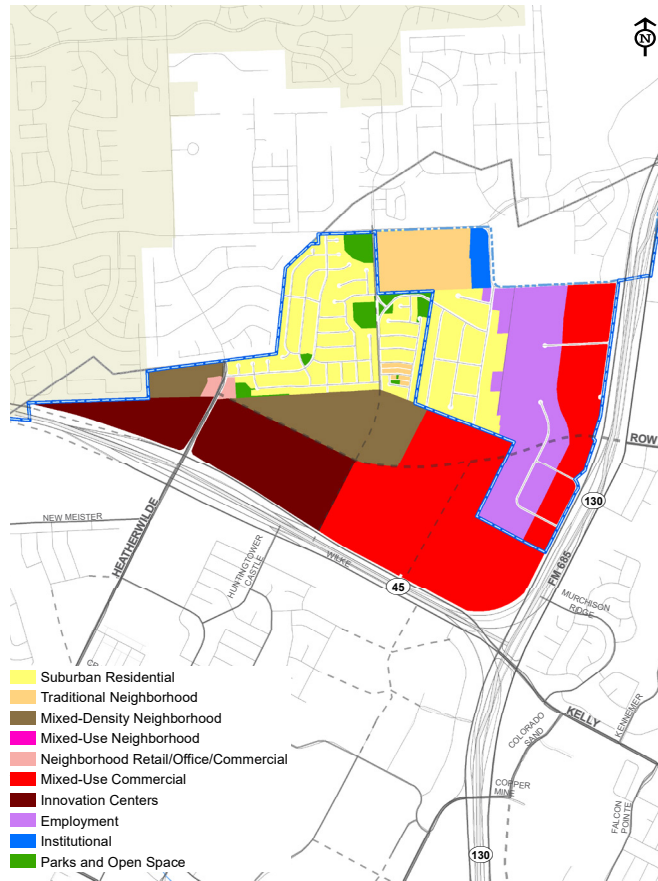 N
ROW
130
NEW MEISTER
HEATHERWILDE
HUNTINGTOWER
CASTLE
WILKE
45
FM 685
MURCHISON
RIDGE
KELLY
KENNEMER
COLORADO
SAND
COPPER
MINE
FALCON
POINTE
130
Suburban Residential
Traditional Neighborhood
Mixed-Density Neighborhood
Mixed-Use Neighborhood
Neighborhood Retail/Office/Commercial
Mixed-Use Commercial
Innovation Centers
Employment
Institutional
Parks and Open Space